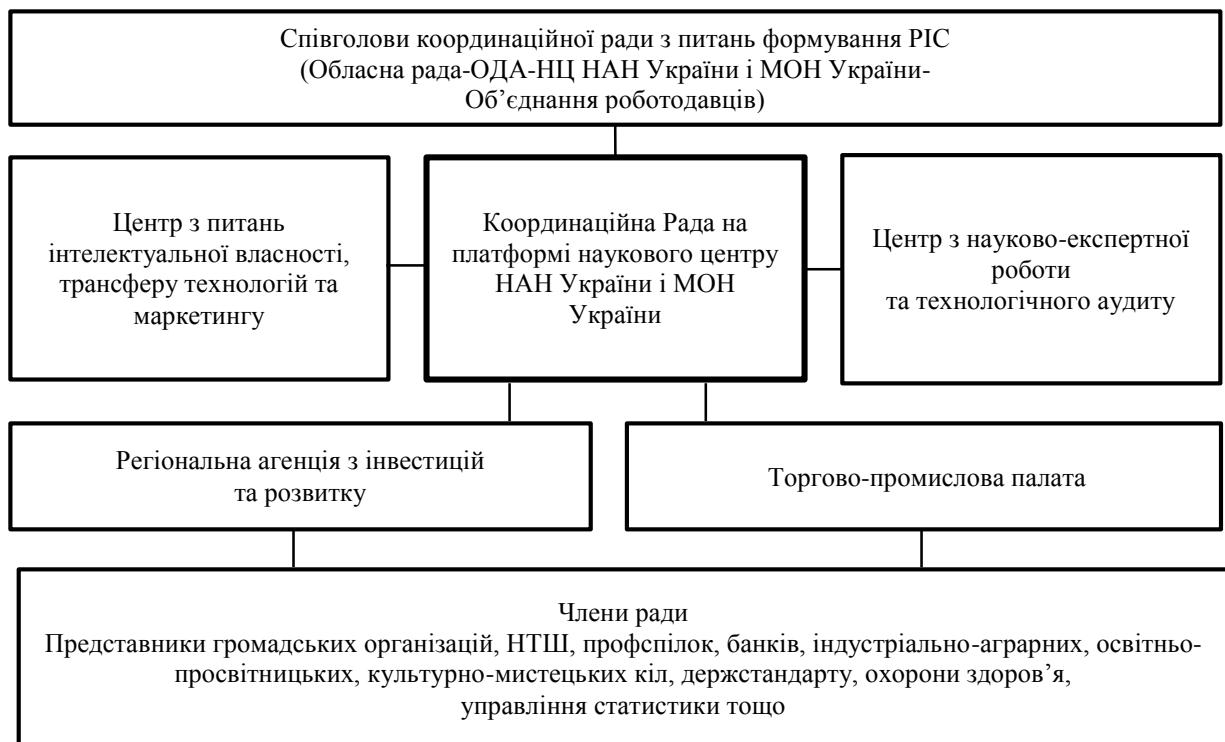 Співголови координаційної ради з питань формування РІС
(Обласна рада-ОДА-НЦ НАН України і МОН України-
Об’єднання роботодавців)
Центр з питань
інтелектуальної власності,
трансферу технологій та
маркетингу
Координаційна Рада на
платформі наукового центру
НАН України і МОН
України
Центр з науково-експертної
роботи
та технологічного аудиту
Регіональна агенція з інвестицій
та розвитку
Торгово-промислова палата
Члени ради
Представники громадських організацій, НТШ, профспілок, банків, індустріально-аграрних, освітньо-
просвітницьких, культурно-мистецьких кіл, держстандарту, охорони здоров’я,
управління статистики тощо